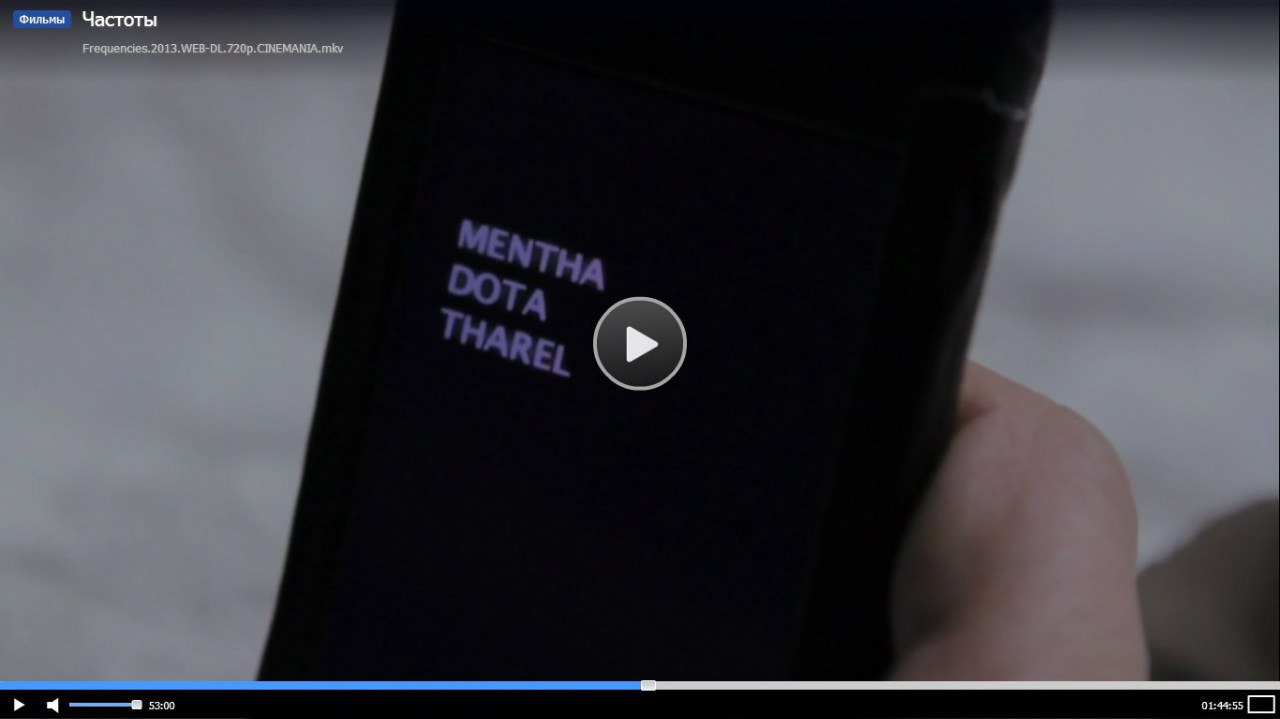 Фильмы Частоты
Frequencies.2013.WEB-DL.720p.CINEMANIA.mkv
MENTHA
DOTA
THAREL
53:00 01:44:55